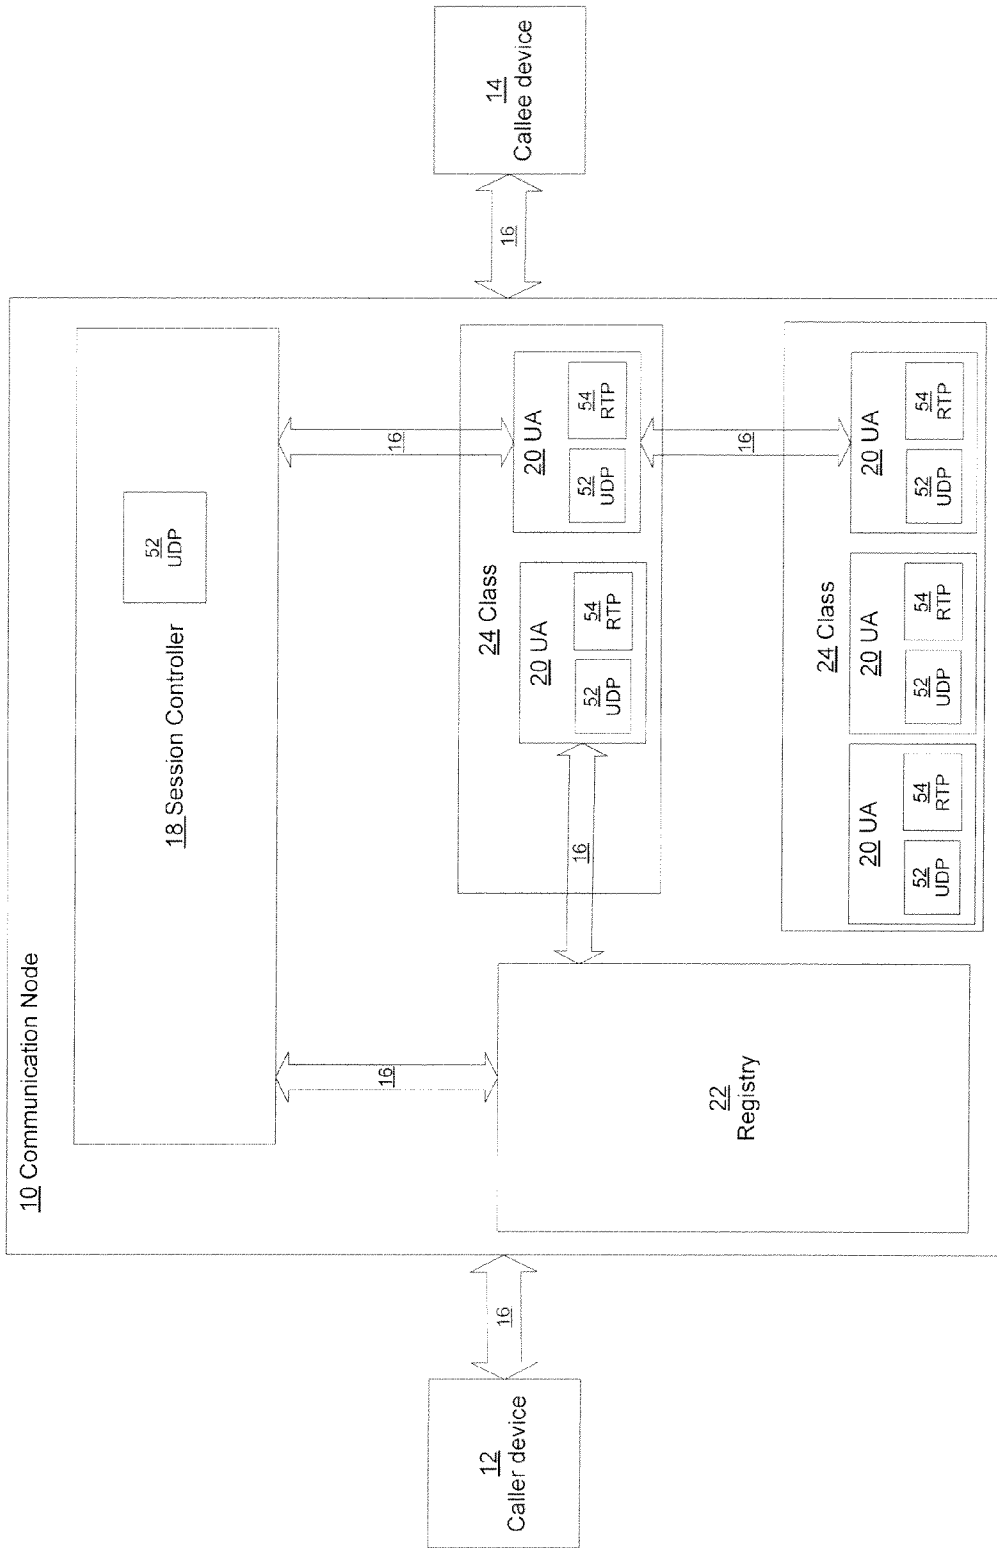 10 Communication Node
18 Session Controller
52
UDP
16
16
12
Caller device
16
22
Registry
16
24 Class
20 UA
52
UDP
54
RTP
20 UA
52
UDP
54
RTP
16
14
Callee device
16
24 Class
20 UA
52
UDP
54
RTP
20 UA
52
UDP
54
RTP
20 UA
52
UDP
54
RTP